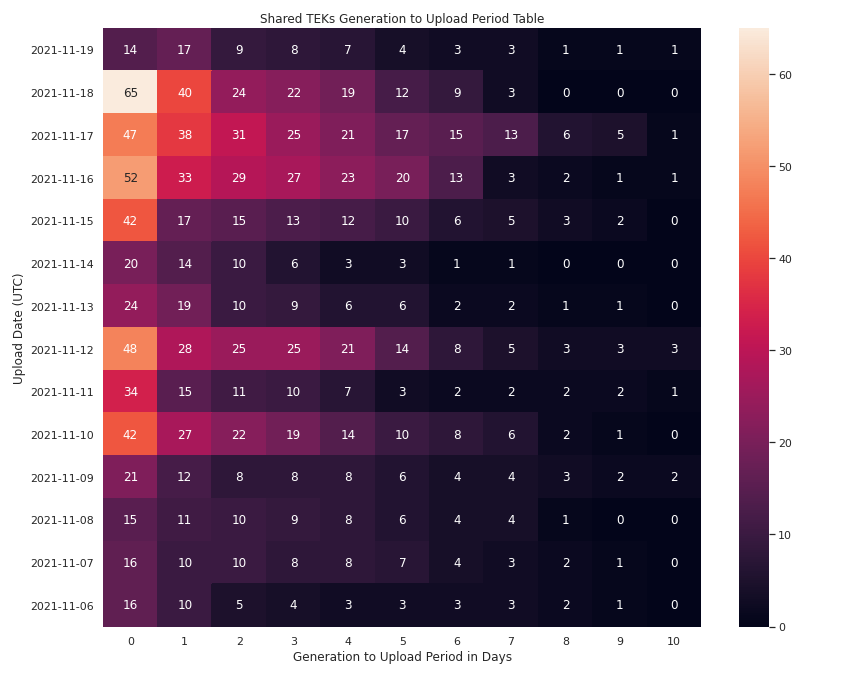 Shared TEKs Generation to Upload Period Table
Upload Date (UTC)
2021-11-19 14 17 9 8 7 4 3 3 1 1 1
2021-11-18 65 40 24 22 19 12 9 3 0 0 0
2021-11-17 47 38 31 25 21 17 15 13 6 5 1
2021-11-16 52 33 29 27 23 20 13 3 2 1 1
2021-11-15 42 17 15 13 12 10 6 5 3 2 0
2021-11-14 20 14 10 6 3 3 1 1 0 0 0
2021-11-13 24 19 10 9 6 6 2 2 1 1 0
2021-11-12 48 28 25 25 21 14 8 5 3 3 3
2021-11-11 34 15 11 10 7 3 2 2 2 2 1
2021-11-10 42 27 22 19 14 10 8 6 2 1 0
2021-11-09 21 12 8 8 8 6 4 4 3 2 2
2021-11-08 15 11 10 9 8 6 4 4 1 0 0
2021-11-07 16 10 10 8 8 7 4 3 2 1 0
2021-11-06 16 10 5 4 3 3 3 3 2 1 0
0 1 2 3 4 5 6 7 8 9 10
Generation to Upload Period in Days
60
50
40
30
20
10
0